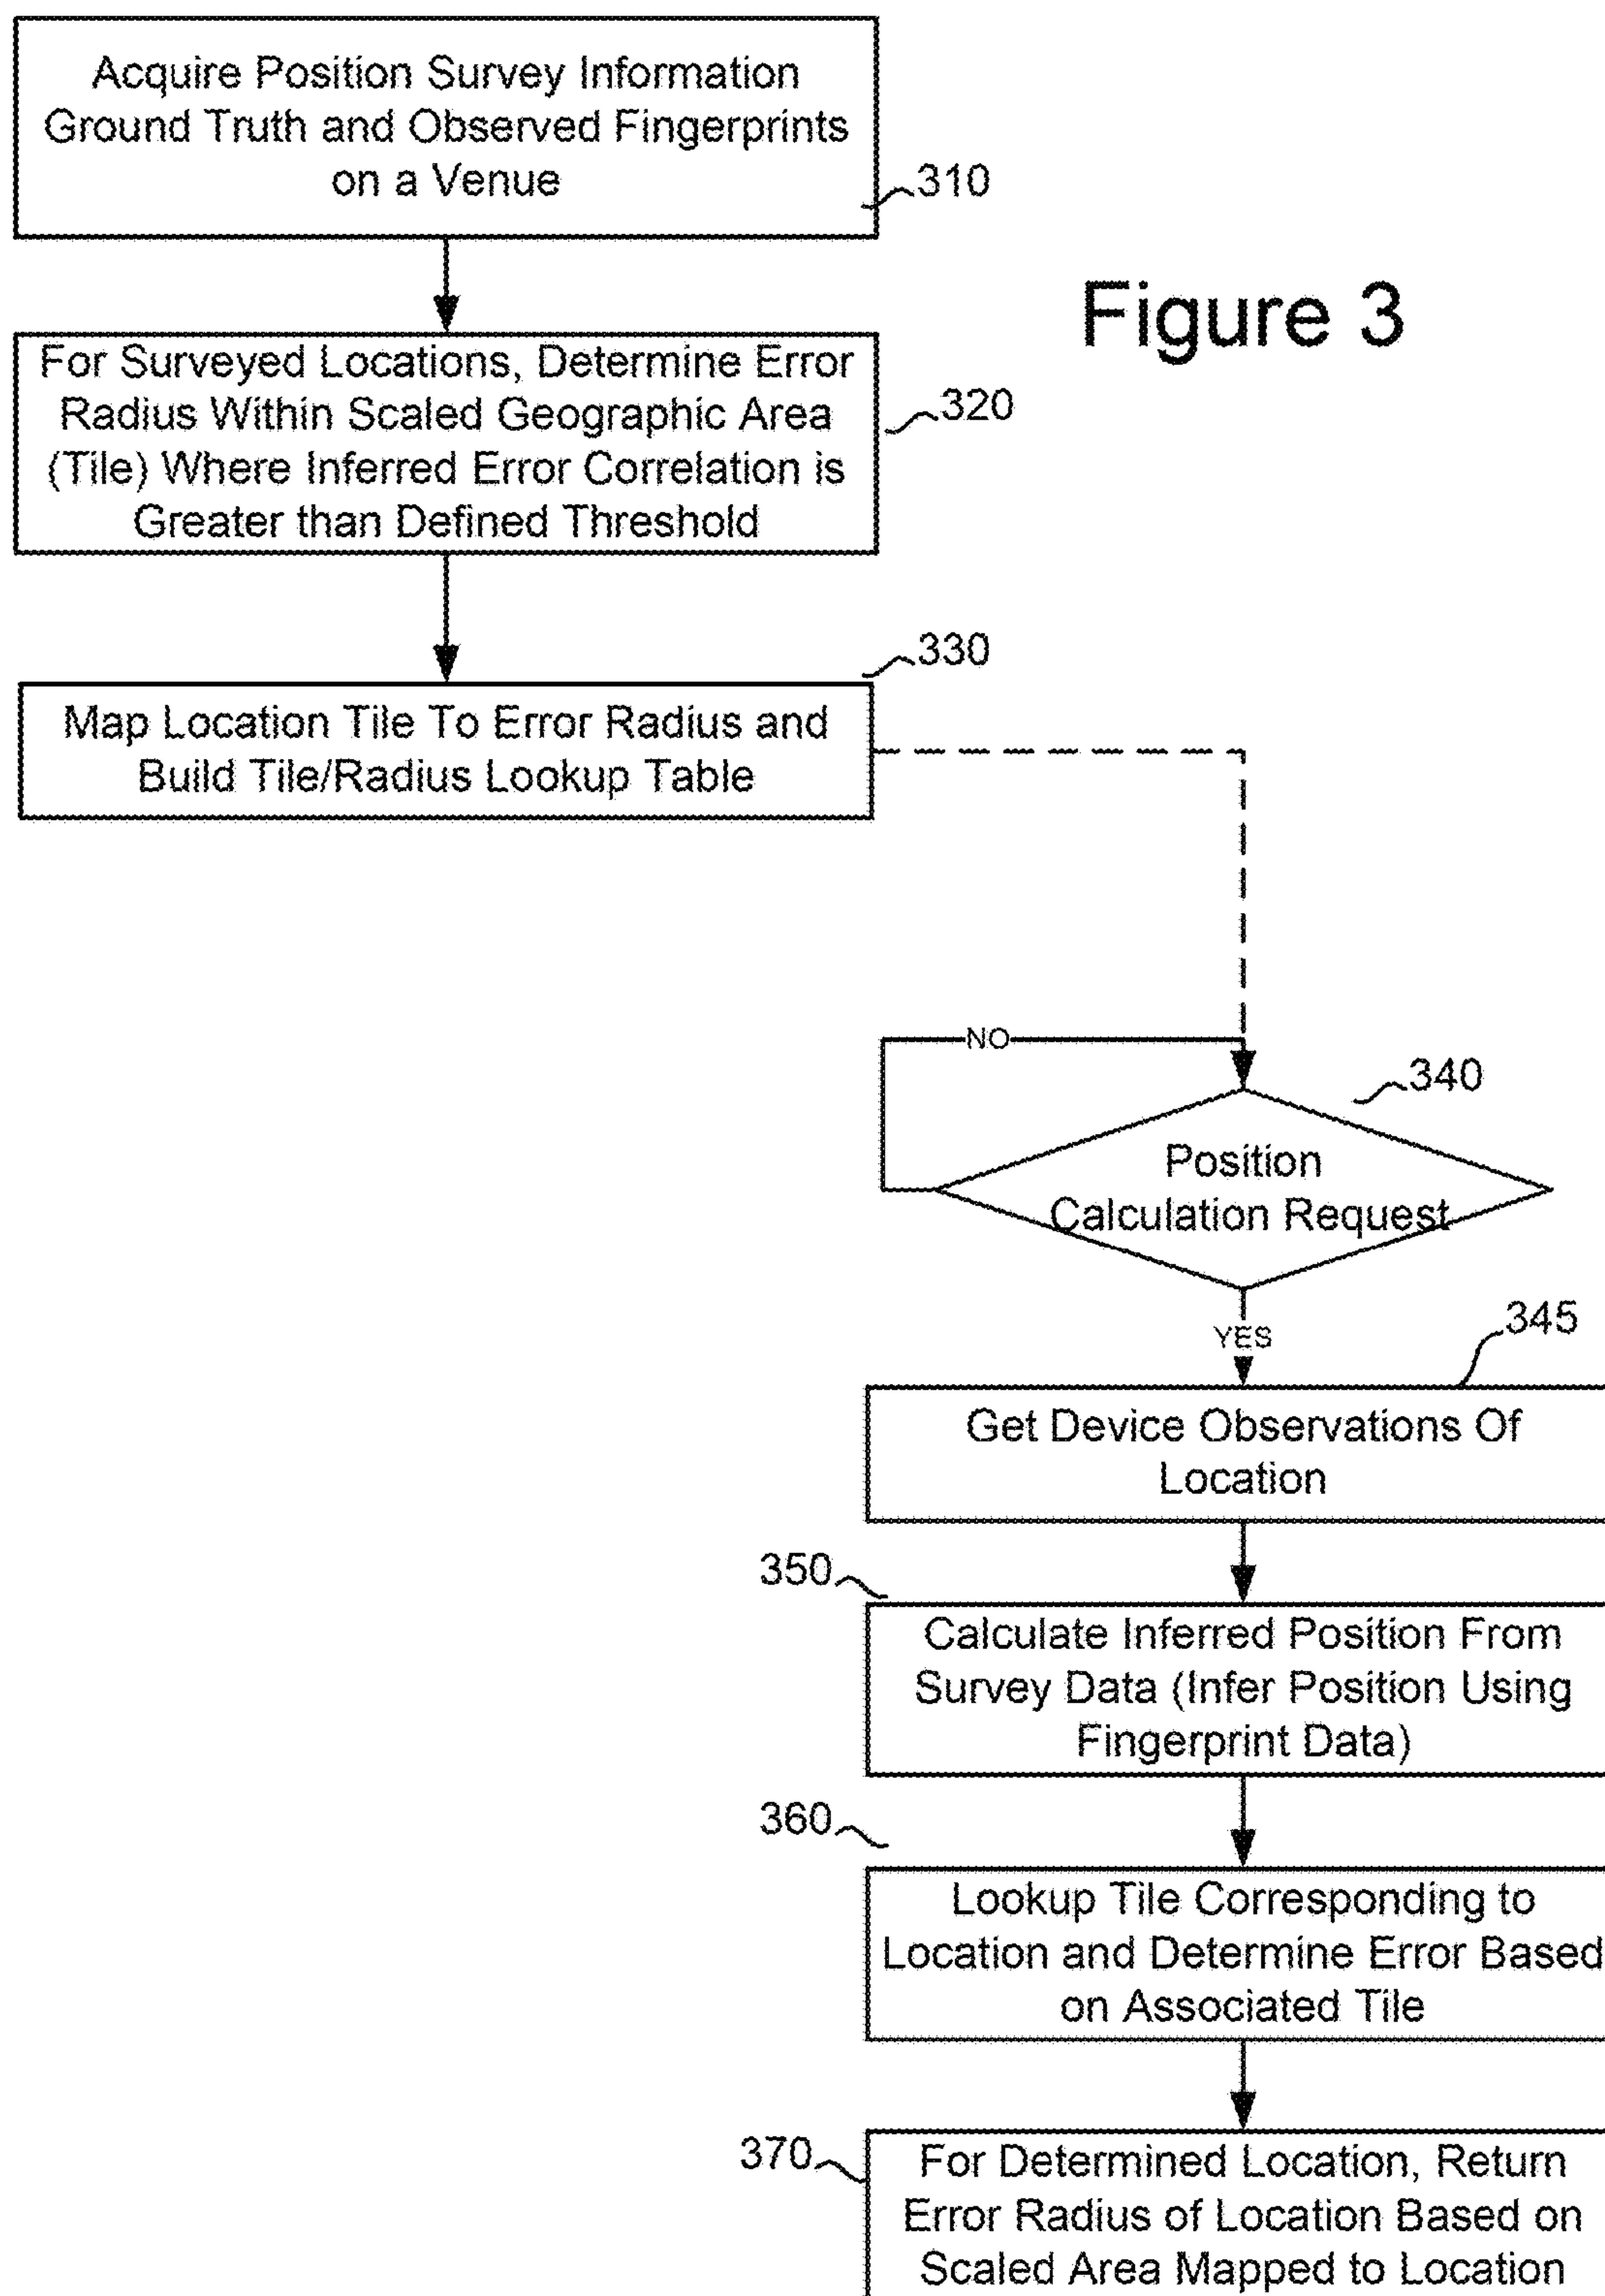 Acquire Position Survey Information
Ground Truth and Observed Fingerprints
on a Venue
310
Figure 3
For Surveyed Locations, Determine Error
Radius Within Scaled Geographic Area
(Tile) Where Inferred Error Correlation is
Greater than Defined Threshold
320
330
Map Location Tile To Error Radius and
Build Tile/Radius Lookup Table
NO
340
Position
Calculation Request
YES
345
Get Device Observations Of
Location
350
Calculate Inferred Position From
Survey Data (Infer Position Using
Fingerprint Data)
360
Lookup Tile Corresponding to
Location and Determine Error Based
on Associated Tile
370
For Determined Location, Return
Error Radius of Location Based on
Scaled Area Mapped to Location